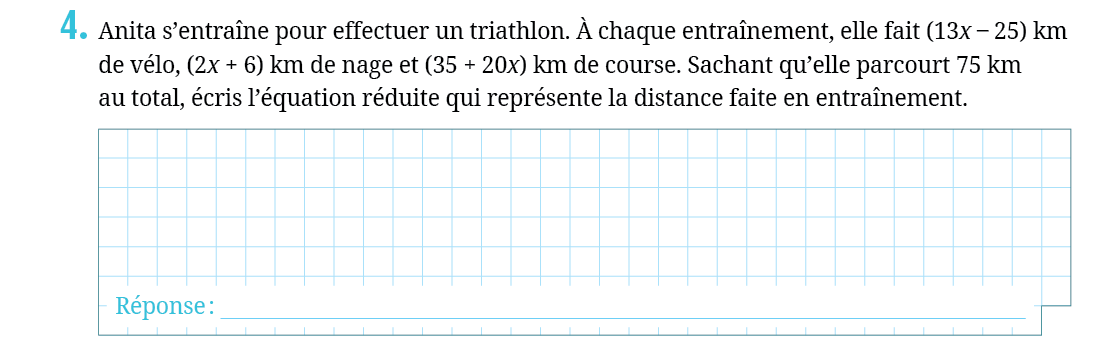 4. Anita s’entraîne pour effectuer un triathlon. À chaque entraînement, elle fait (13x – 25) km
de vélo, (2x + 6) km de nage et (35 + 20x) km de course. Sachant qu’elle parcourt 75 km
au total, écris l’équation réduite qui représente la distance faite en entraînement.
Réponse :